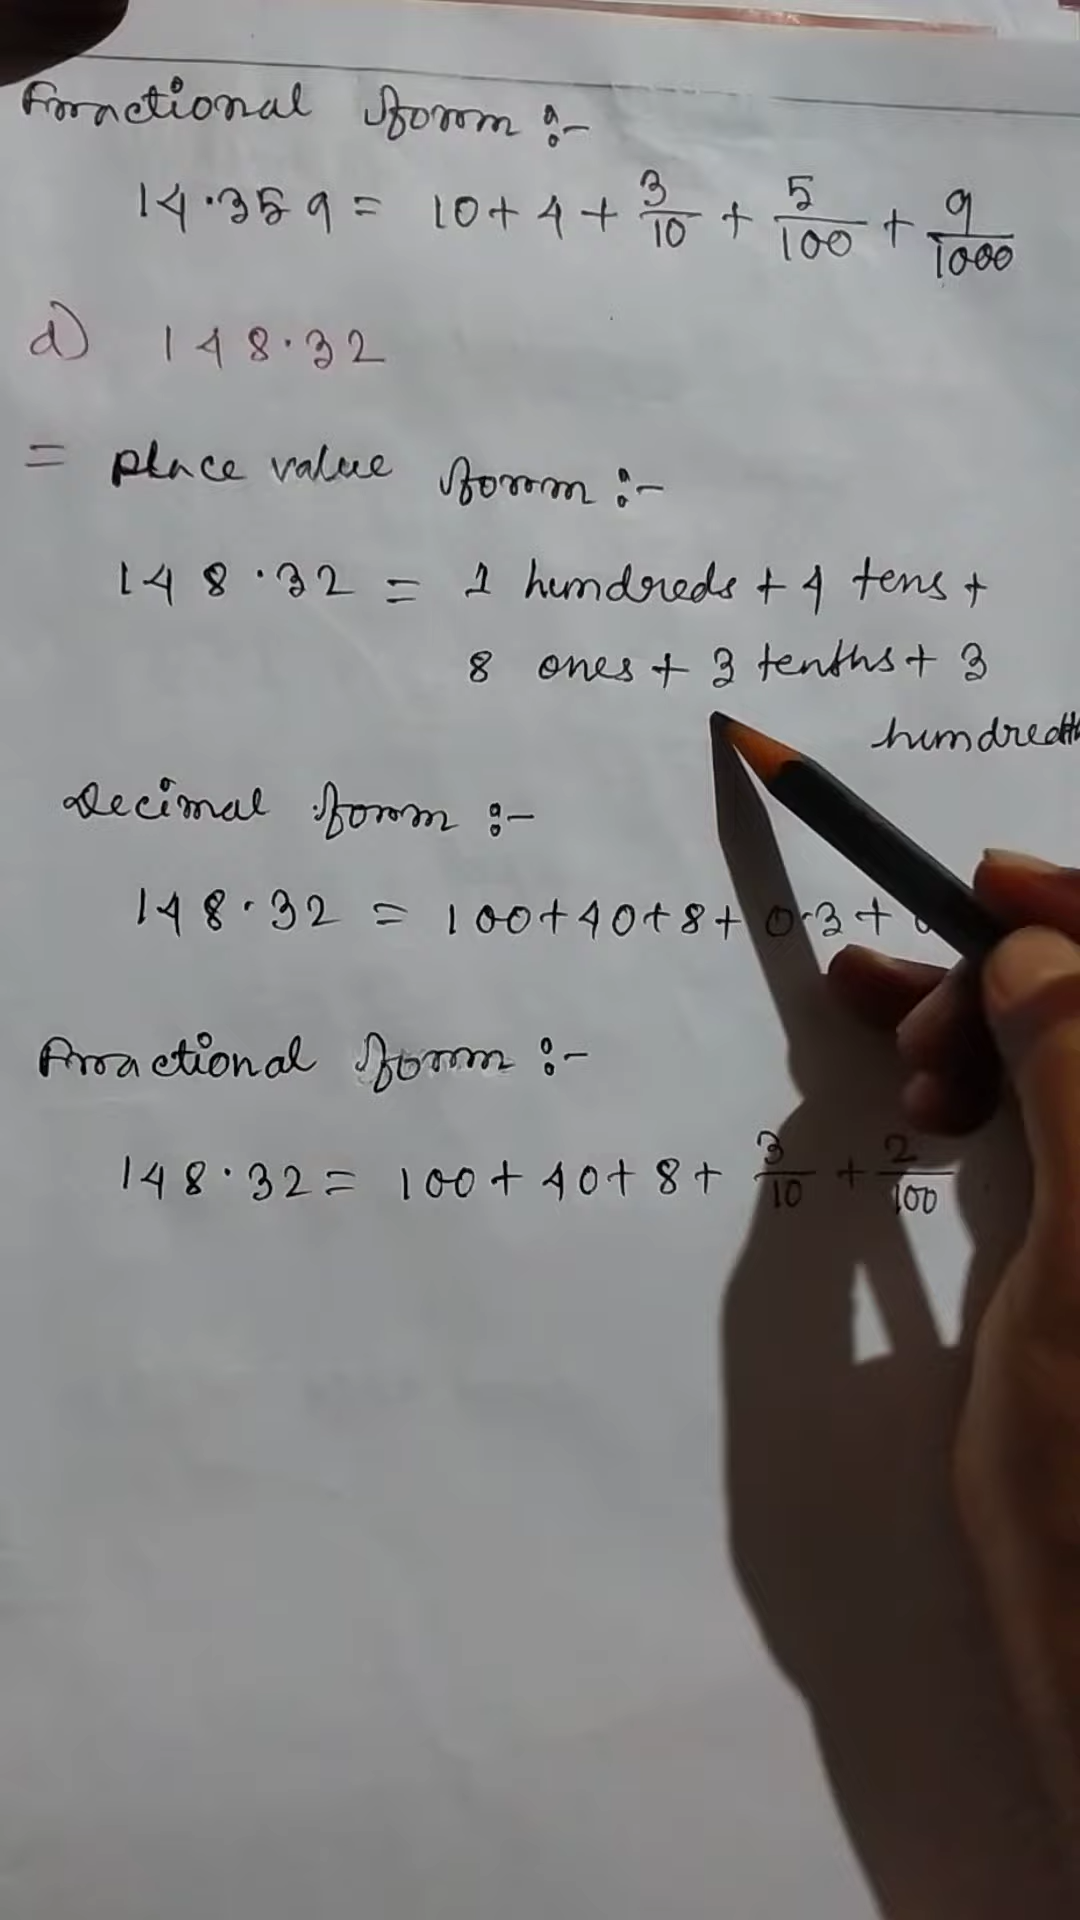 Fractional form :-
14.359 = 10 + 4 + 3/10 + 5/100 + 9/1000
d) 148.32
= Place value form :-
148.32 = 1 hundreds + 4 tens +
8 ones + 3 tenths + 3
hundredth
Decimal form :-
148.32 = 100 + 40 + 8 + 0.3 +
Fractional form :-
148.32 = 100 + 40 + 8 + 3/10 + 2/100